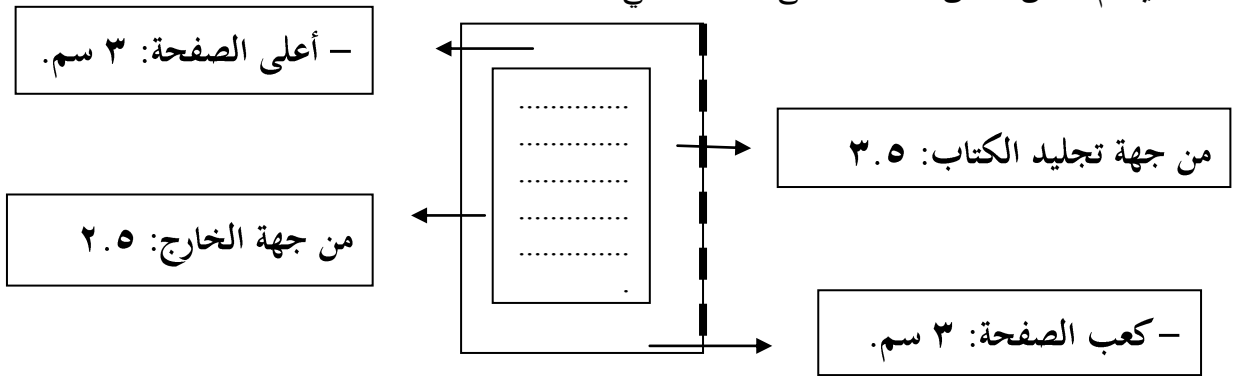 – أعلى الصفحة: ٣ سم.
من جهة تجليد الكتاب: ٣.٥
من جهة الخارج: ٢.٥
– كعب الصفحة: ٣ سم.